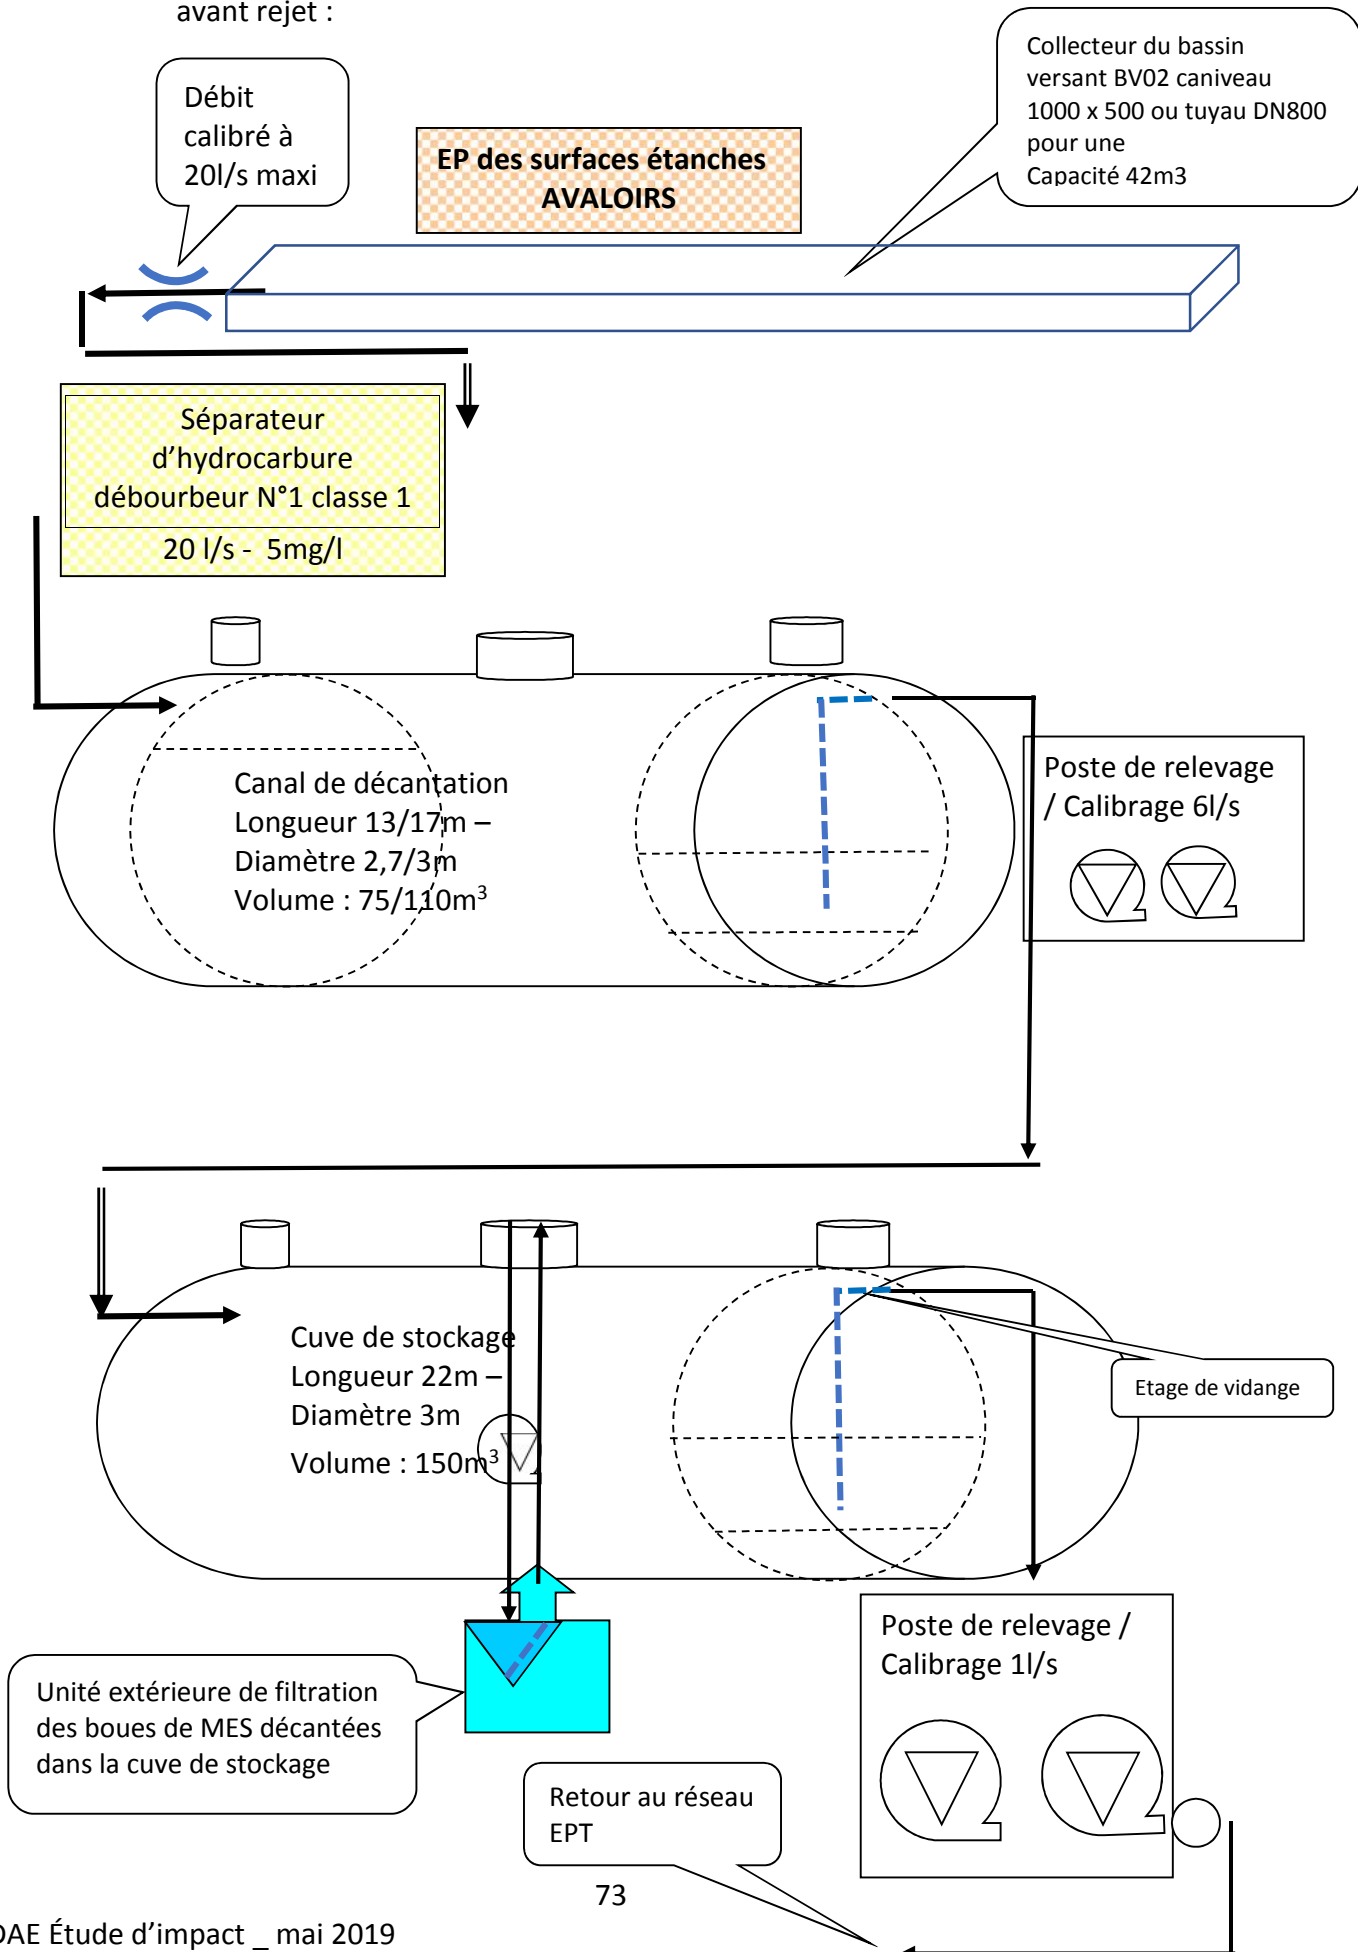 avant rejet :
Débit
calibré à
20l/s maxi
EP des surfaces étanches
AVALOIRS
Collecteur du bassin
versant BV02 caniveau
1000 x 500 ou tuyau DN800
pour une
Capacité 42m3
Séparateur
d’hydrocarbure
débourbeur N°1 classe 1
20 l/s - 5mg/l
Canal de décantation
Longueur 13/17m –
Diamètre 2,7/3m
Volume : 75/110m³
Poste de relevage
/ Calibrage 6l/s
Cuve de stockage
Longueur 22m –
Diamètre 3m
Volume : 150m³
Etage de vidange
Poste de relevage /
Calibrage 1l/s
Unité extérieure de filtration
des boues de MES décantées
dans la cuve de stockage
Retour au réseau
EPT
73
DAE Étude d’impact _ mai 2019